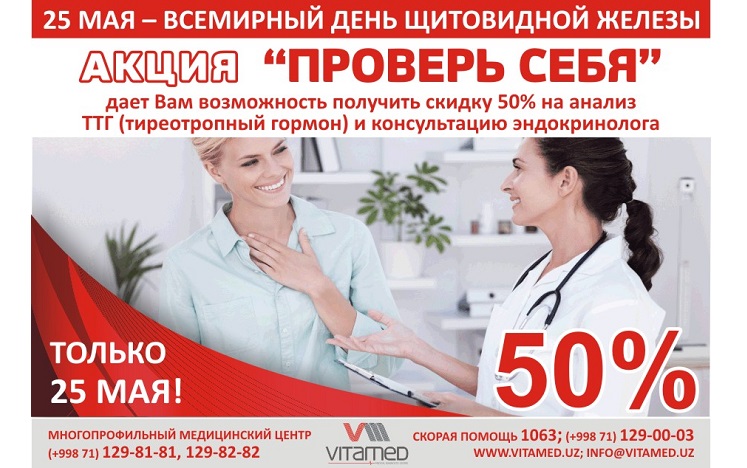 25 МАЯ – ВСЕМИРНЫЙ ДЕНЬ ЩИТОВИДНОЙ ЖЕЛЕЗЫ
АКЦИЯ “ПРОВЕРЬ СЕБЯ”
дает Вам возможность получить скидку 50% на анализ
ТТГ (тиреотропный гормон) и консультацию эндокринолога
ТОЛЬКО
25 МАЯ!
50%
МНОГОПРОФИЛЬНЫЙ МЕДИЦИНСКИЙ ЦЕНТР
(+998 71) 129-81-81, 129-82-82
VITAMED
СКОРАЯ ПОМОЩЬ 1063; (+998 71) 129-00-03
WWW.VITAMED.UZ; INFO@VITAMED.UZ